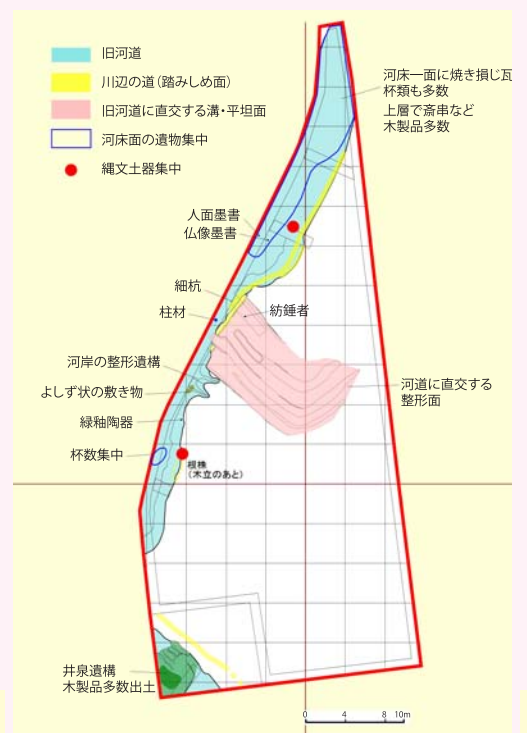 旧河道
川辺の道（踏みしめ面）
旧河道に直交する溝・平坦面
河床面の遺物集中
縄文土器集中
河床一面に焼き損じ瓦
杯類も多数
上層で斎串など
木製品多数
人面墨書
仏像墨書
細杭
柱材
紡錘者
河岸の整形遺構
よしず状の敷き物
河道に直交する
整形面
緑釉陶器
杯数集中
根株
（木立のあと）
井泉遺構
木製品多数出土
0 4 8 10m